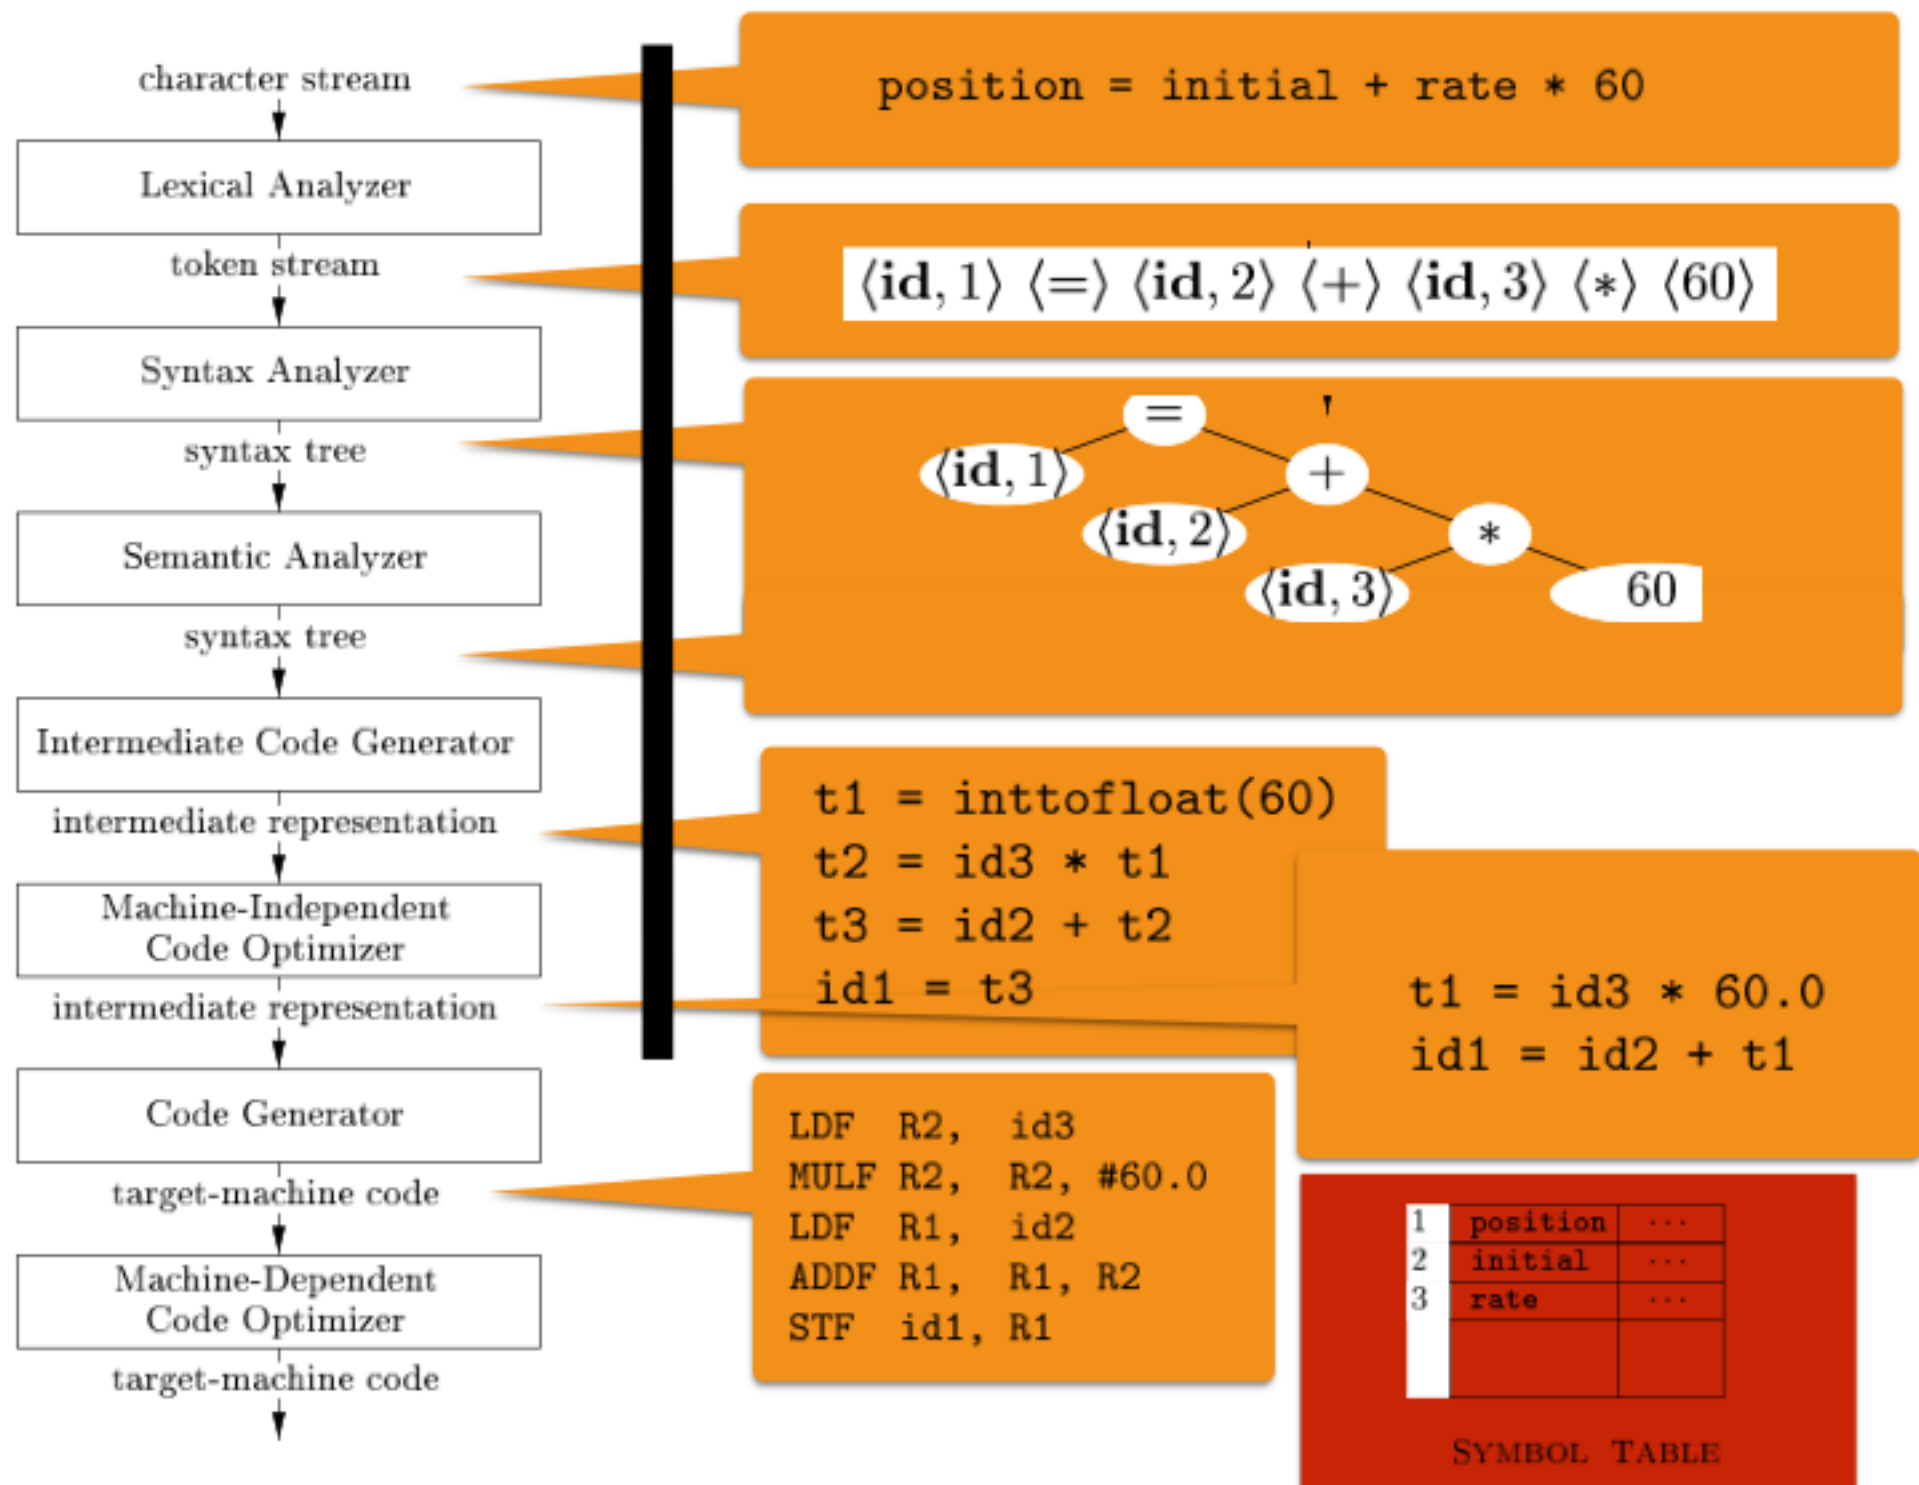 character stream
Lexical Analyzer
token stream
Syntax Analyzer
syntax tree
Semantic Analyzer
syntax tree
Intermediate Code Generator
intermediate representation
Machine-Independent
Code Optimizer
intermediate representation
Code Generator
target-machine code
Machine-Dependent
Code Optimizer
target-machine code
position = initial + rate * 60
⟨id, 1⟩ ⟨=⟩ ⟨id, 2⟩ ⟨+⟩ ⟨id, 3⟩ ⟨*⟩ ⟨60⟩
=
⟨id, 1⟩ +
⟨id, 2⟩ *
⟨id, 3⟩ 60
t1 = inttofloat(60)
t2 = id3 * t1
t3 = id2 + t2
id1 = t3
t1 = id3 * 60.0
id1 = id2 + t1
LDF R2, id3
MULF R2, R2, #60.0
LDF R1, id2
ADDF R1, R1, R2
STF id1, R1
1 position ...
2 initial ...
3 rate ...
SYMBOL TABLE